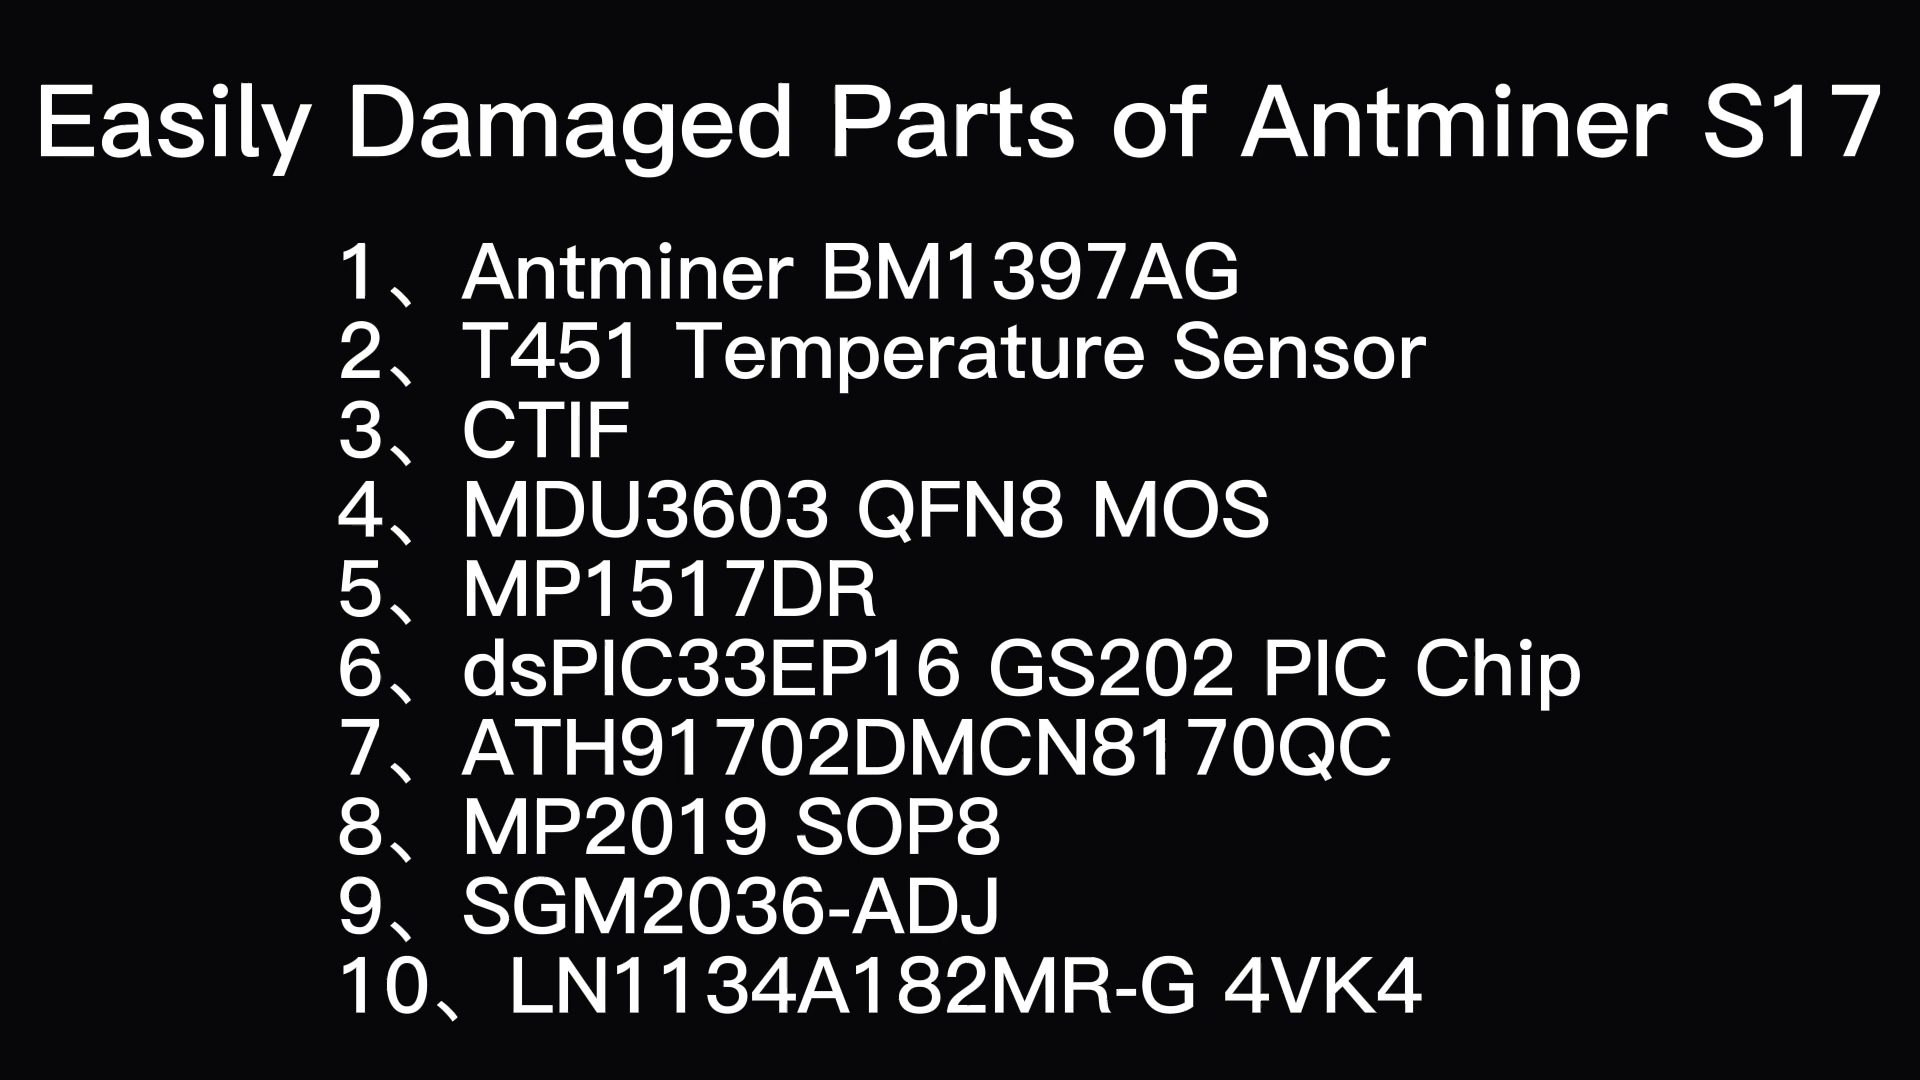 Easily Damaged Parts of Antminer S17
1、Antminer BM1397AG
2、T451 Temperature Sensor
3、CTIF
4、MDU3603 QFN8 MOS
5、MP1517DR
6、dsPIC33EP16 GS202 PIC Chip
7、ATH91702DMCN8170QC
8、MP2019 SOP8
9、SGM2036-ADJ
10、LN1134A182MR-G 4VK4